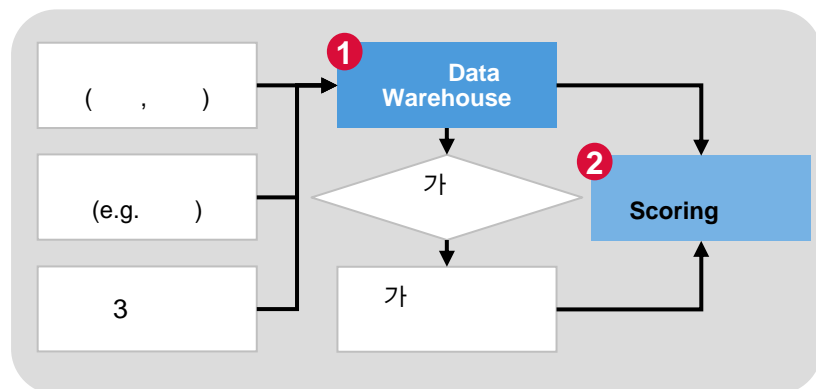 (      ,      )
(e.g.      )
3
1
Data
Warehouse
가
가
2
Scoring